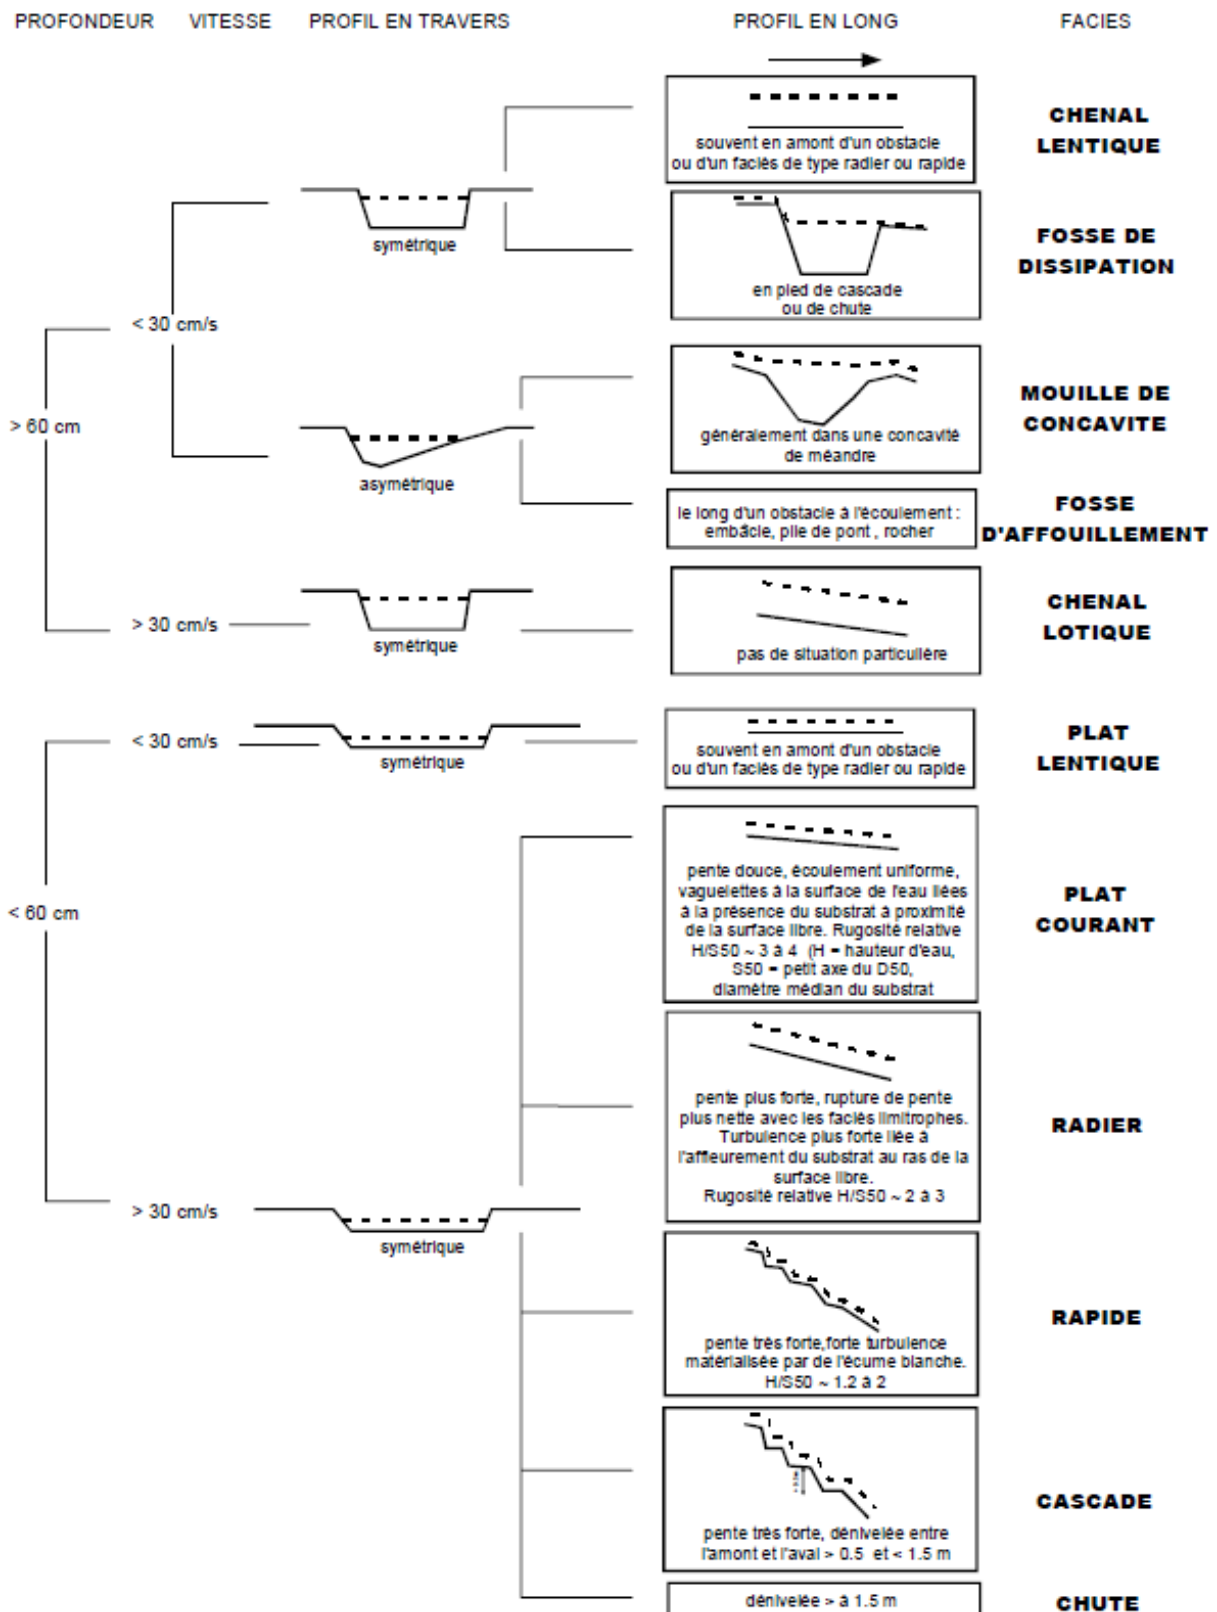 PROFONDEUR VITESSE PROFIL EN TRAVERS PROFIL EN LONG FACIES
souvent en amont d'un obstacle
ou d'un faciés de type radier ou rapide
CHENAL
LENTIQUE
symétrique
en pied de cascade
ou de chute
FOSSE DE
DISSIPATION
< 30 cm/s
> 60 cm
asymétrique
généralement dans une concavité
de méandre
MOUILLE DE
CONCAVITE
le long d'un obstacle à l'écoulement :
embâcle, pile de pont , rocher
FOSSE
D'AFFOUILLEMENT
> 30 cm/s
symétrique
pas de situation particulière
CHENAL
LOTIQUE
< 30 cm/s
symétrique
souvent en amont d'un obstacle
ou d'un faciés de type radier ou rapide
PLAT
LENTIQUE
< 60 cm
pente douce, écoulement uniforme,
vaguelettes à la surface de l'eau liées
à la présence du substrat à proximité
de la surface libre. Rugosité relative
H/S50 ~ 3 à 4 (H = hauteur d'eau,
S50 = petit axe du D50,
diamètre médian du substrat
PLAT
COURANT
pente plus forte, rupture de pente
plus nette avec les faciés limitrophes.
Turbulence plus forte liée à
l'affleurement du substrat au ras de la
surface libre.
Rugosité relative H/S50 ~ 2 à 3
RADIER
> 30 cm/s
symétrique
pente très forte,forte turbulence
matérialisée par de l'écume blanche.
H/S50 ~ 1.2 à 2
RAPIDE
pente très forte, dénivelée entre
l'amont et l'aval > 0.5 et < 1.5 m
CASCADE
dénivelée > à 1.5 m
CHUTE